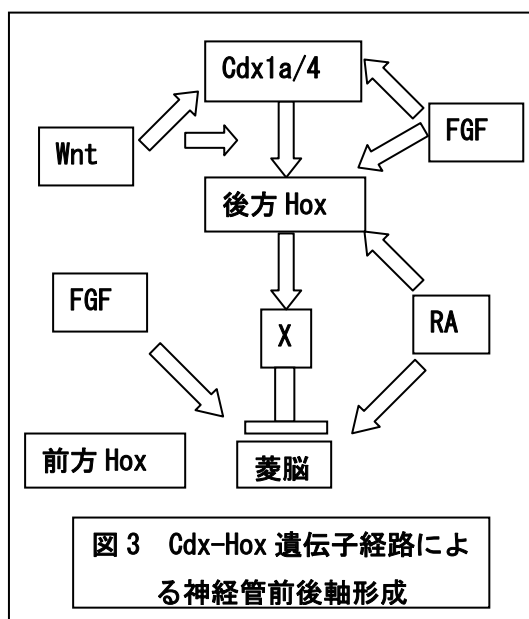 Cdx1a/4
FGF
Wnt
後方 Hox
FGF
RA
X
前方 Hox
菱脳
図 3 Cdx-Hox 遺伝子経路によ
る神経管前後軸形成